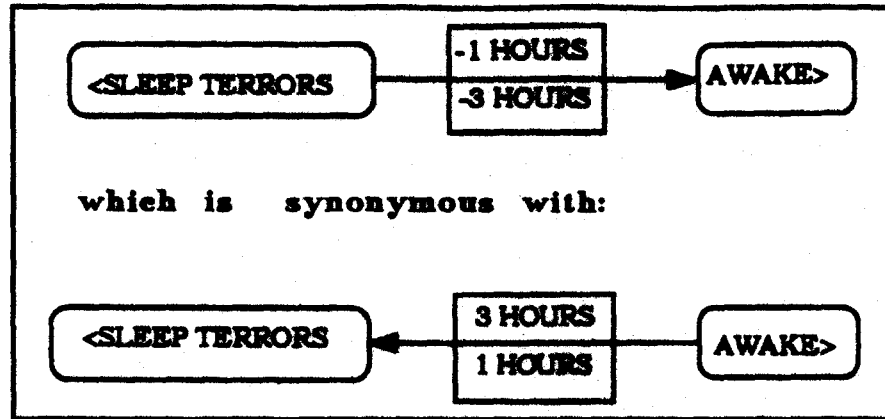 -1 HOURS
<SLEEP TERRORS
AWAKE>
-3 HOURS
which is synonymous with:
3 HOURS
<SLEEP TERRORS
AWAKE>
1 HOURS